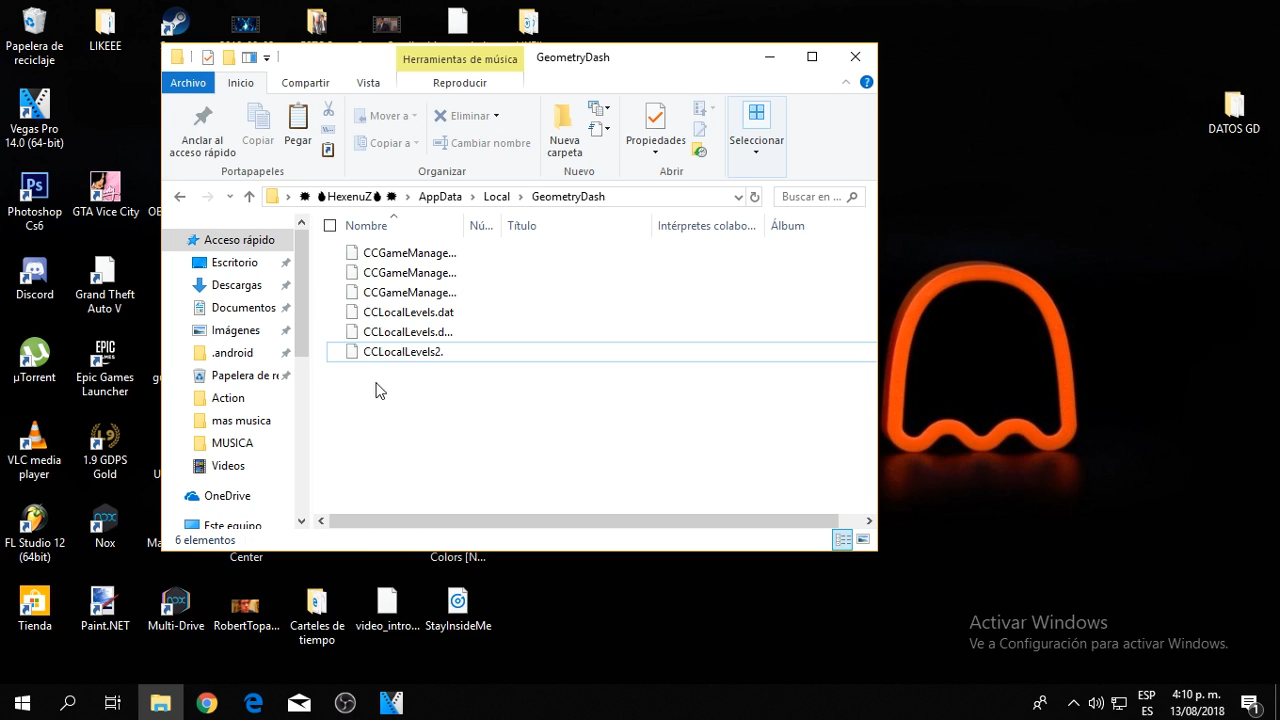 Papelera de
reciclaje
LIKEEE
Vegas Pro
14.0 (64-bit)
Photoshop
Cs6
GTA Vice City
Discord
Grand Theft
Auto V
µTorrent
Epic Games
Launcher
VLC media
player
1.9 GDPS
Gold
FL Studio 12
(64bit)
Nox
Center
Colors [N...
Tienda
Paint.NET
Multi-Drive
RobertTopa...
Carteles de
tiempo
video_intro...
StayInsideMe
DATOS GD
Herramientas de música
GeometryDash
Archivo
Inicio
Compartir
Vista
Reproducir
Anclar al
acceso rápido
Copiar
Pegar
Portapapeles
Mover a
Copiar a
Eliminar
Cambiar nombre
Organizar
Nueva
carpeta
Nuevo
Propiedades
Abrir
Seleccionar
HexenuZ
AppData
Local
GeometryDash
Buscar en ...
Acceso rápido
Escritorio
Descargas
Documentos
Imágenes
.android
Papelera de re
Action
mas musica
MUSICA
Videos
OneDrive
Este equipo
Nombre
Nú...
Título
Intérpretes colabo...
Álbum
CCGameManage...
CCGameManage...
CCGameManage...
CCLocalLevels.dat
CCLocalLevels.d...
CCLocalLevels2.
6 elementos
Activar Windows
Ve a Configuración para activar Windows.
ESP
ES
4:10 p. m.
13/08/2018
1